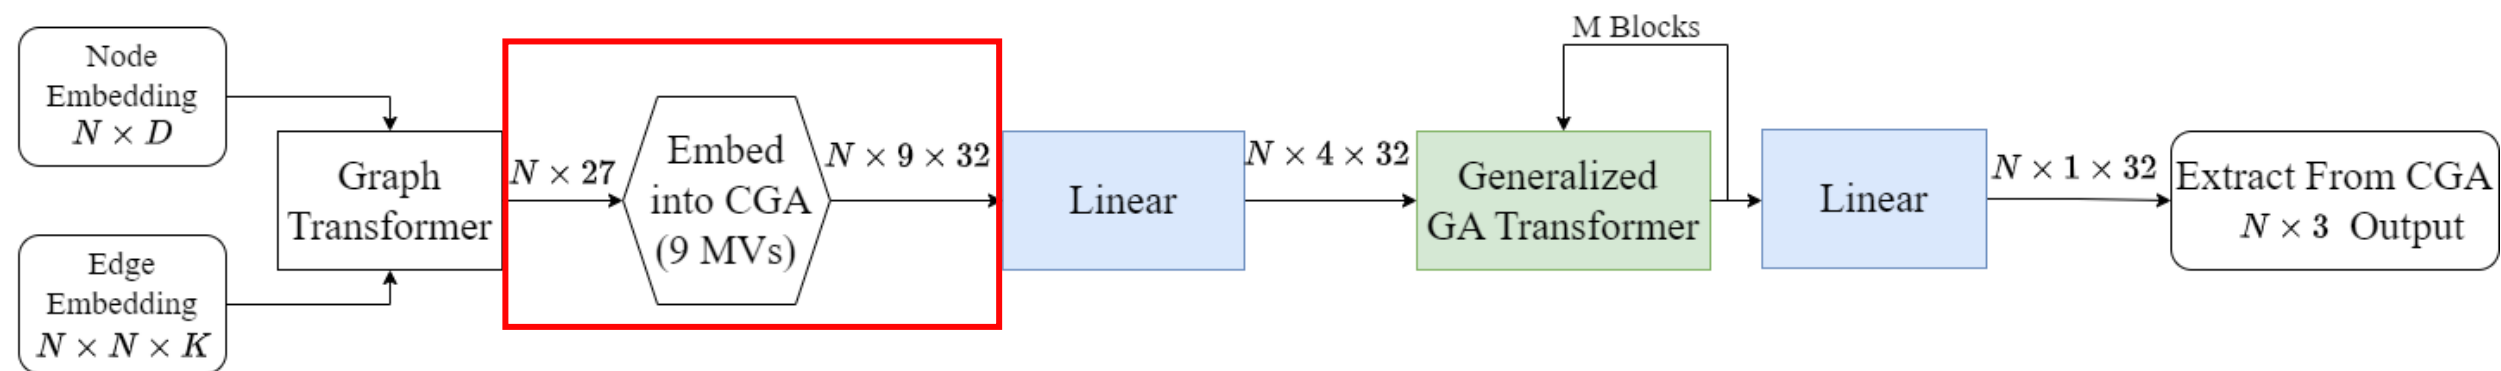 Node
Embedding
N × D
Edge
Embedding
N × N × K
Graph
Transformer
N × 27
Embed
into CGA
(9 MVs)
N × 9 × 32
Linear
N × 4 × 32
M Blocks
Generalized
GA Transformer
Linear
N × 1 × 32
Extract From CGA
N × 3 Output